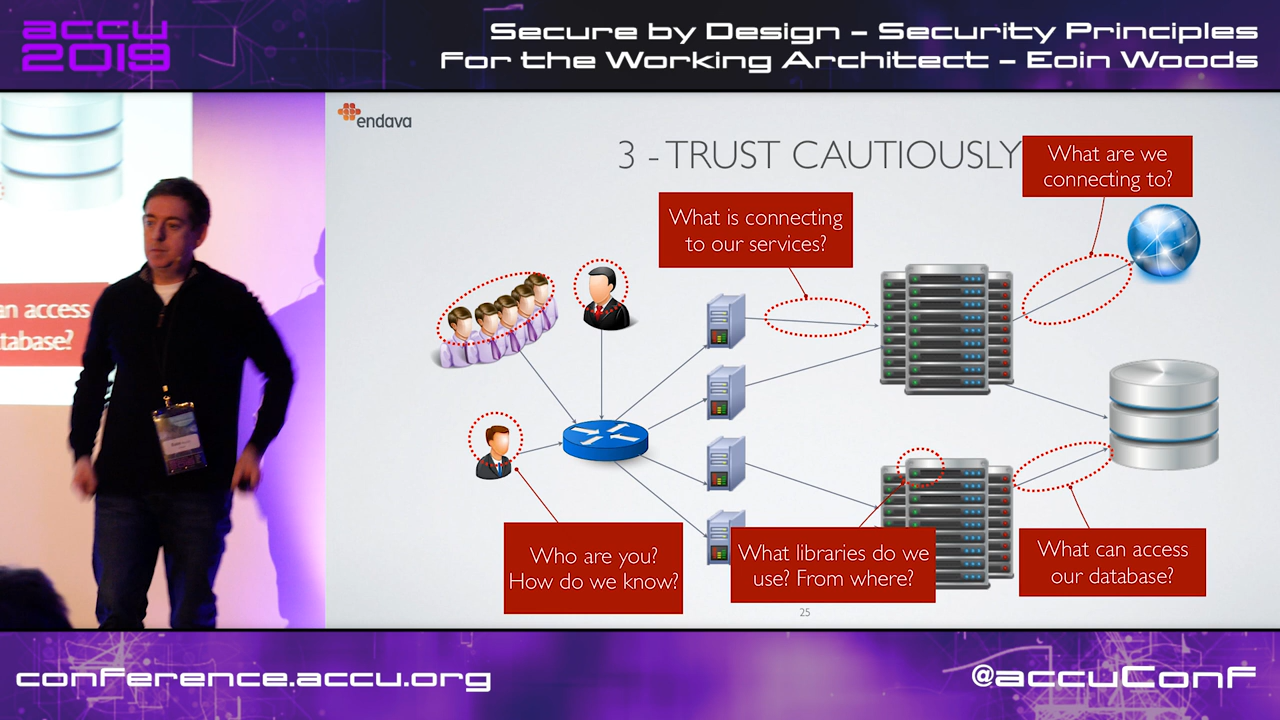 accu
2019
Secure by Design – Security Principles
For the Working Architect – Eoin Woods
endava
3 - TRUST CAUTIOUSLY
What are we
connecting to?
What is connecting
to our services?
Who are you?
How do we know?
What libraries do we
use? From where?
What can access
our database?
25
an access
tabase?
conference.accu.org
@accuConf